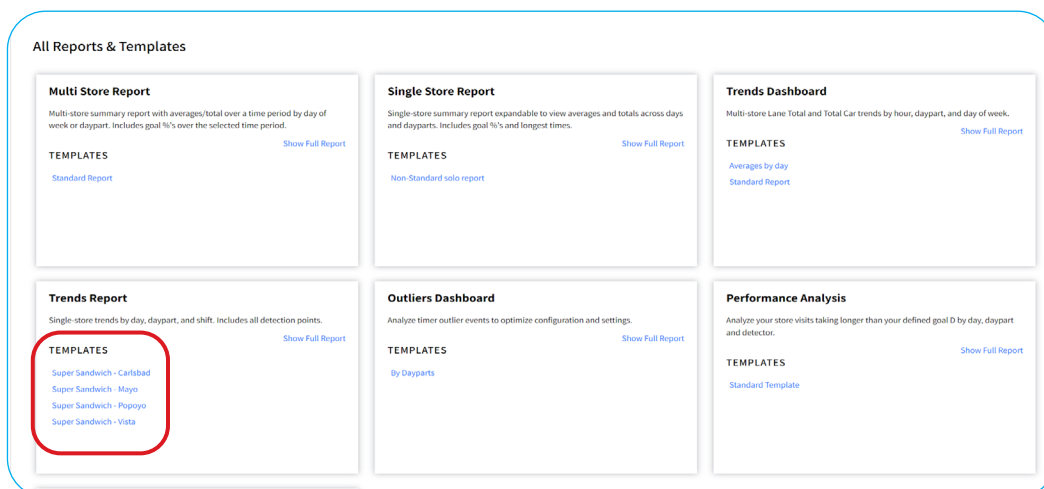 All Reports & Templates
Multi Store Report
Multi-store summary report with averages/total over a time period by day of
week or daypart. Includes goal %'s over the selected time period.
Show Full Report
TEMPLATES
Standard Report
Single Store Report
Single-store summary report expandable to view averages and totals across days
and dayparts. Includes goal %'s and longest times.
Show Full Report
TEMPLATES
Non-Standard solo report
Trends Dashboard
Multi-store Lane Total and Total Car trends by hour, daypart, and day of week.
Show Full Report
TEMPLATES
Averages by day
Standard Report
Trends Report
Single-store trends by day, daypart, and shift. Includes all detection points.
Show Full Report
TEMPLATES
Super Sandwich - Carlsbad
Super Sandwich - Mayo
Super Sandwich - Popoyo
Super Sandwich - Vista
Outliers Dashboard
Analyze timer outlier events to optimize configuration and settings.
Show Full Report
TEMPLATES
By Dayparts
Performance Analysis
Analyze your store visits taking longer than your defined goal D by day, daypart
and detector.
Show Full Report
TEMPLATES
Standard Template